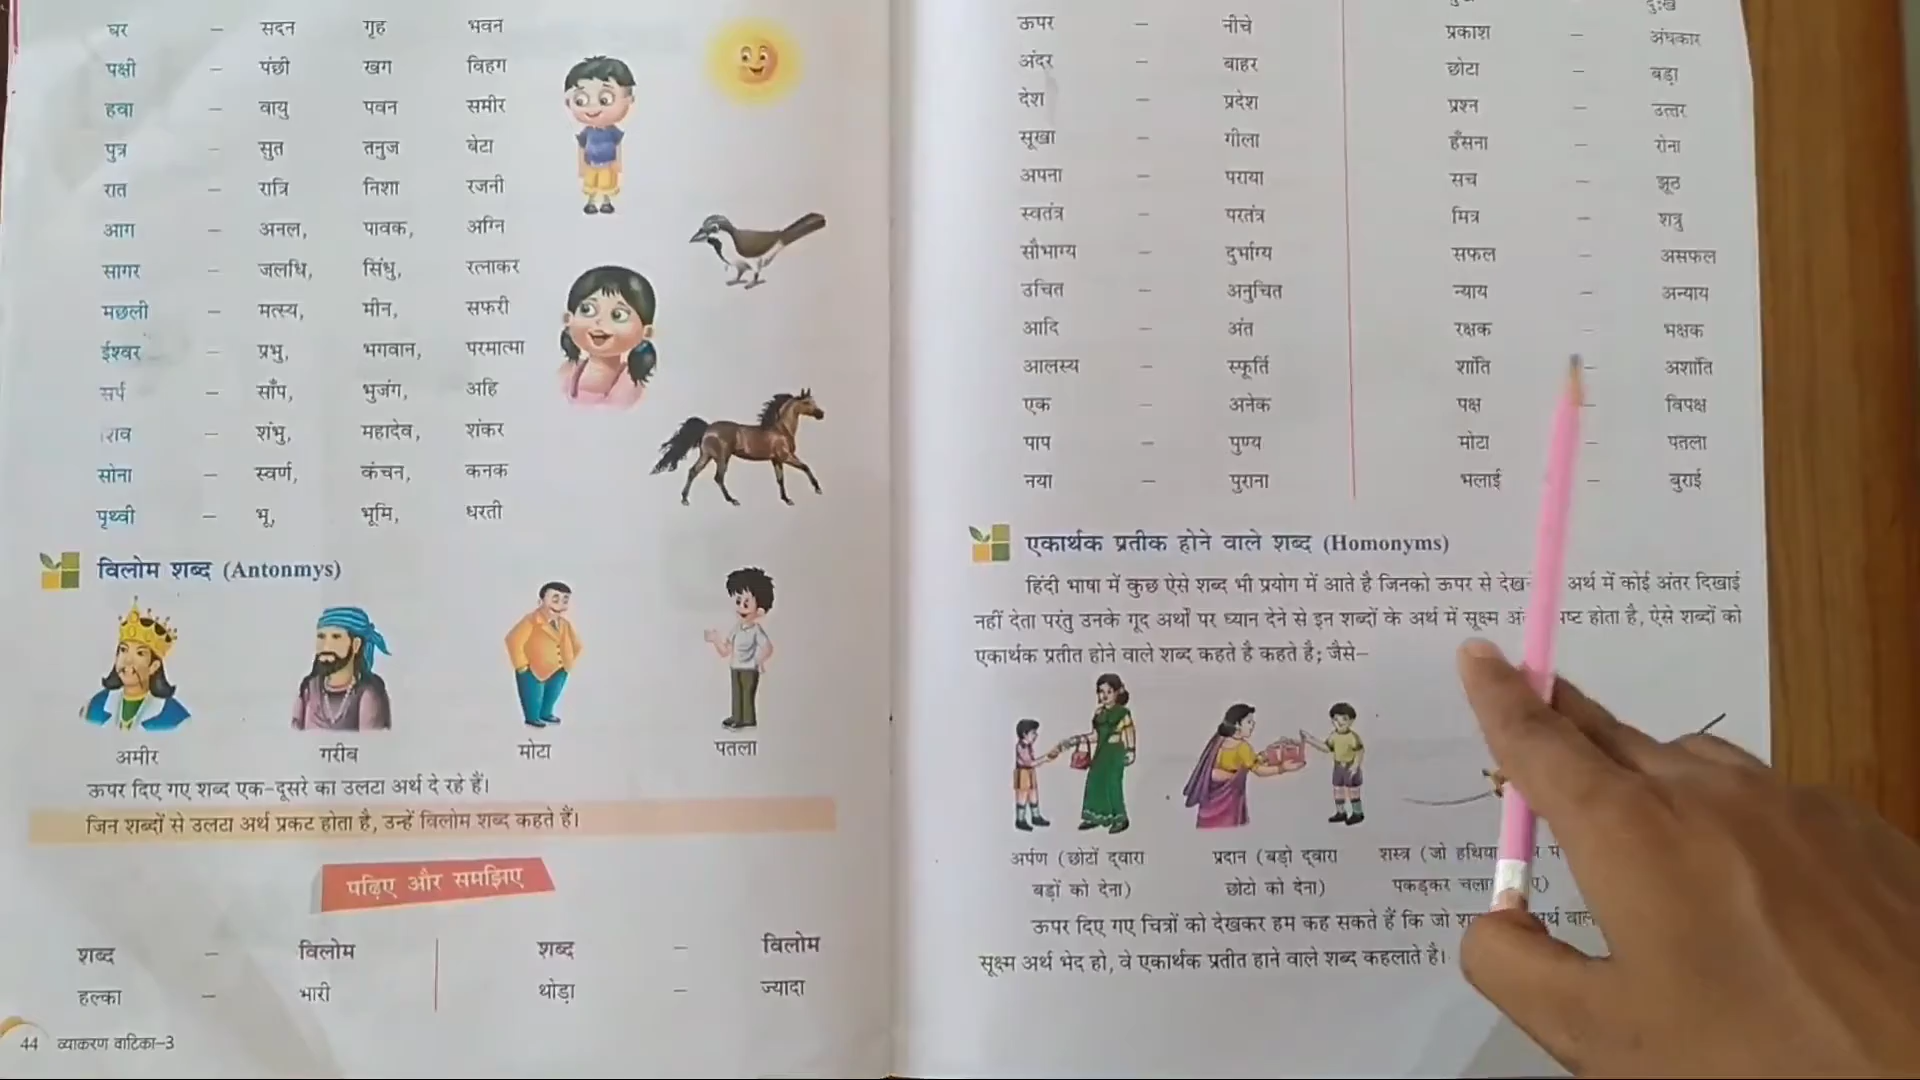 घर – सदन गृह भवन
पक्षी – पंछी खग विहग
हवा – वायु पवन समीर
पुत्र – सुत तनुज बेटा
रात – रात्रि निशा रजनी
आग – अनल, पावक, अग्नि
सागर – जलधि, सिंधु, रत्नाकर
मछली – मत्स्य, मीन, सफरी
ईश्वर – प्रभु, भगवान, परमात्मा
सर्प – साँप, भुजंग, अहि
शिव – शंभु, महादेव, शंकर
सोना – स्वर्ण, कंचन, कनक
पृथ्वी – भू, भूमि, धरती
विलोम शब्द (Antonmys)
अमीर गरीब मोटा पतला
ऊपर दिए गए शब्द एक-दूसरे का उलटा अर्थ दे रहे हैं।
जिन शब्दों से उलटा अर्थ प्रकट होता है, उन्हें विलोम शब्द कहते हैं।
पढ़िए और समझिए
शब्द – विलोम शब्द – विलोम
हल्का – भारी थोड़ा – ज्यादा
44 व्याकरण वाटिका-3
दुःख
ऊपर – नीचे प्रकाश – अंधकार
अंदर – बाहर छोटा – बड़ा
देश – प्रदेश प्रश्न – उत्तर
सूखा – गीला हँसना – रोना
अपना – पराया सच – झूठ
स्वतंत्र – परतंत्र मित्र – शत्रु
सौभाग्य – दुर्भाग्य सफल – असफल
उचित – अनुचित न्याय – अन्याय
आदि – अंत रक्षक – भक्षक
आलस्य – स्फूर्ति शांति – अशांति
एक – अनेक पक्ष – विपक्ष
पाप – पुण्य मोटा – पतला
नया – पुराना भलाई – बुराई
एकार्थक प्रतीक होने वाले शब्द (Homonyms)
हिंदी भाषा में कुछ ऐसे शब्द भी प्रयोग में आते है जिनको ऊपर से अर्थ में कोई अंतर दिखाई
नहीं देता परंतु उनके गूढ अर्थों पर ध्यान देने से इन शब्दों के अर्थ में सूक्ष्म होता है, ऐसे शब्दों को
एकार्थक प्रतीत होने वाले शब्द कहते है कहते है; जैसे–
अर्पण (छोटों द्वारा प्रदान (बड़ो द्वारा शस्त्र (जो
बड़ों को देना) छोटो को देना) पकड़कर
ऊपर दिए गए चित्रों को देखकर हम कह सकते हैं कि जो
सूक्ष्म अर्थ भेद हो, वे एकार्थक प्रतीत हाने वाले शब्द कहलाते है।